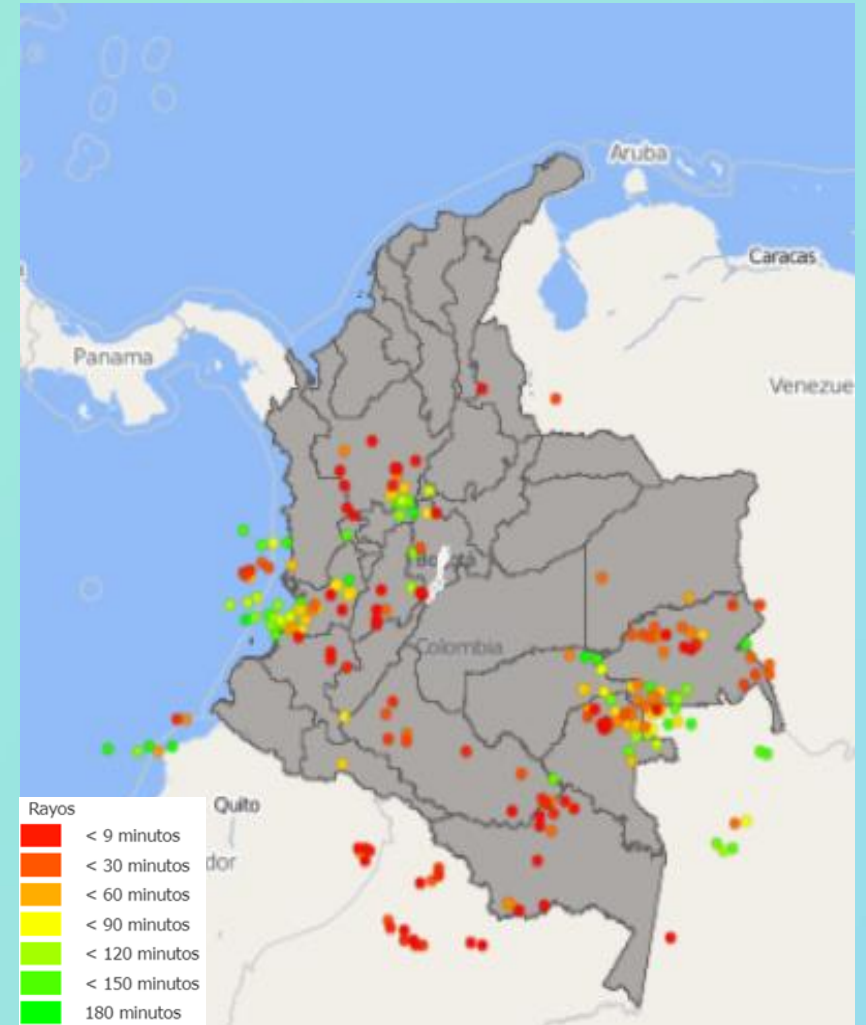 Aruba
Caracas
Panama
Venezue
Bogotá
Colombia
Quito
dor
Rayos
< 9 minutos
< 30 minutos
< 60 minutos
< 90 minutos
< 120 minutos
< 150 minutos
180 minutos